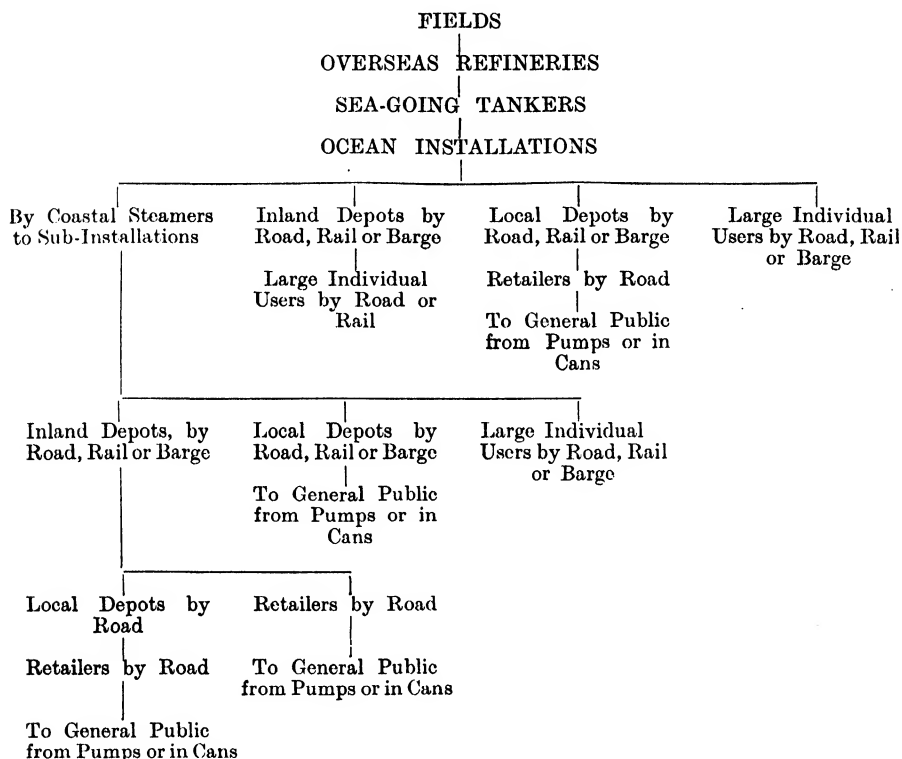 FIELDS
OVERSEAS REFINERIES
SEA-GOING TANKERS
OCEAN INSTALLATIONS
By Coastal Steamers
to Sub-Installations
Inland Depots by
Road, Rail or Barge
Large Individual
Users by Road or
Rail
Local Depots by
Road, Rail or Barge
Retailers by Road
To General Public
from Pumps or in
Cans
Large Individual
Users by Road, Rail
or Barge
Inland Depots, by
Road, Rail or Barge
Local Depots by
Road, Rail or Barge
To General Public
from Pumps or in
Cans
Large Individual
Users by Road, Rail
or Barge
Local Depots by
Road
Retailers by Road
To General Public
from Pumps or in Cans
Retailers by Road
To General Public
from Pumps or in Cans